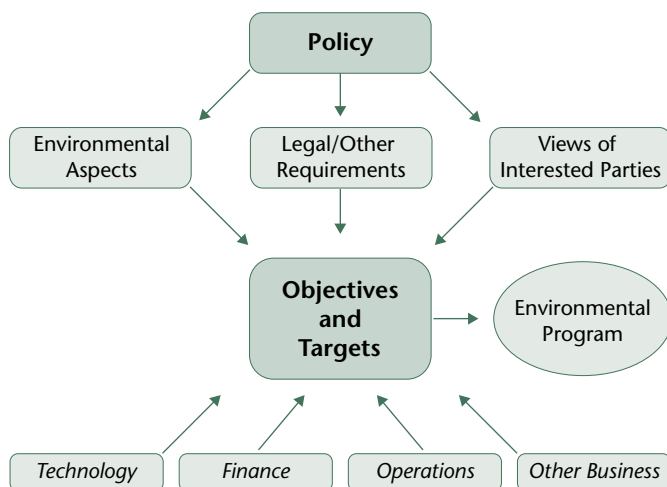 Policy
Environmental
Aspects
Legal/Other
Requirements
Views of
Interested Parties
Objectives
and
Targets
Environmental
Program
Technology
Finance
Operations
Other Business